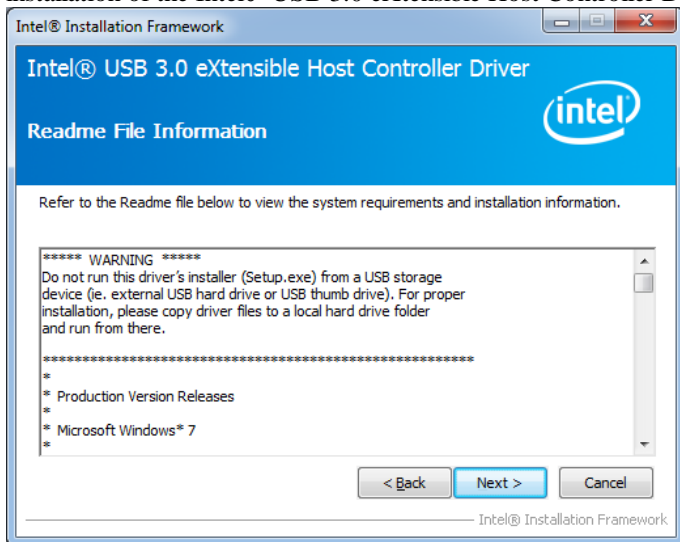 Intel® Installation Framework
Intel® USB 3.0 eXtensible Host Controller Driver
Readme File Information
intel
Refer to the Readme file below to view the system requirements and installation information.
***** WARNING *****
Do not run this driver's installer (Setup.exe) from a USB storage
device (ie. external USB hard drive or USB thumb drive). For proper
installation, please copy driver files to a local hard drive folder
and run from there.
*******************************************************
*
* Production Version Releases
*
* Microsoft Windows* 7
*
< Back
Next >
Cancel
Intel® Installation Framework